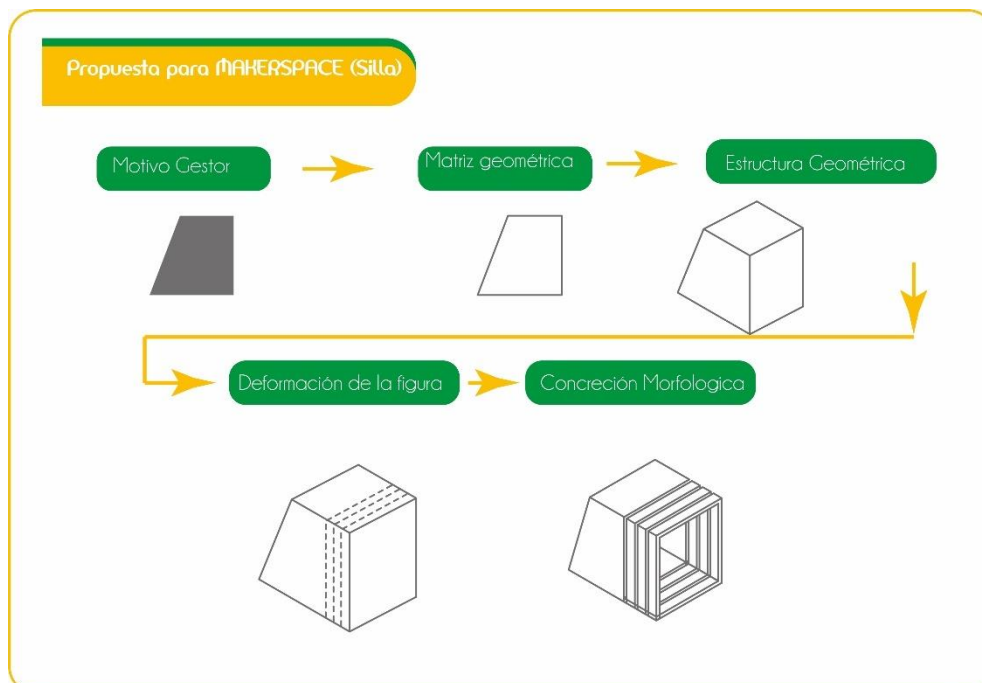 Propuesta para MAKERSPACE (Silla)
Motivo Gestor
Matriz geométrica
Estructura Geométrica
Deformación de la figura
Concreción Morfologica